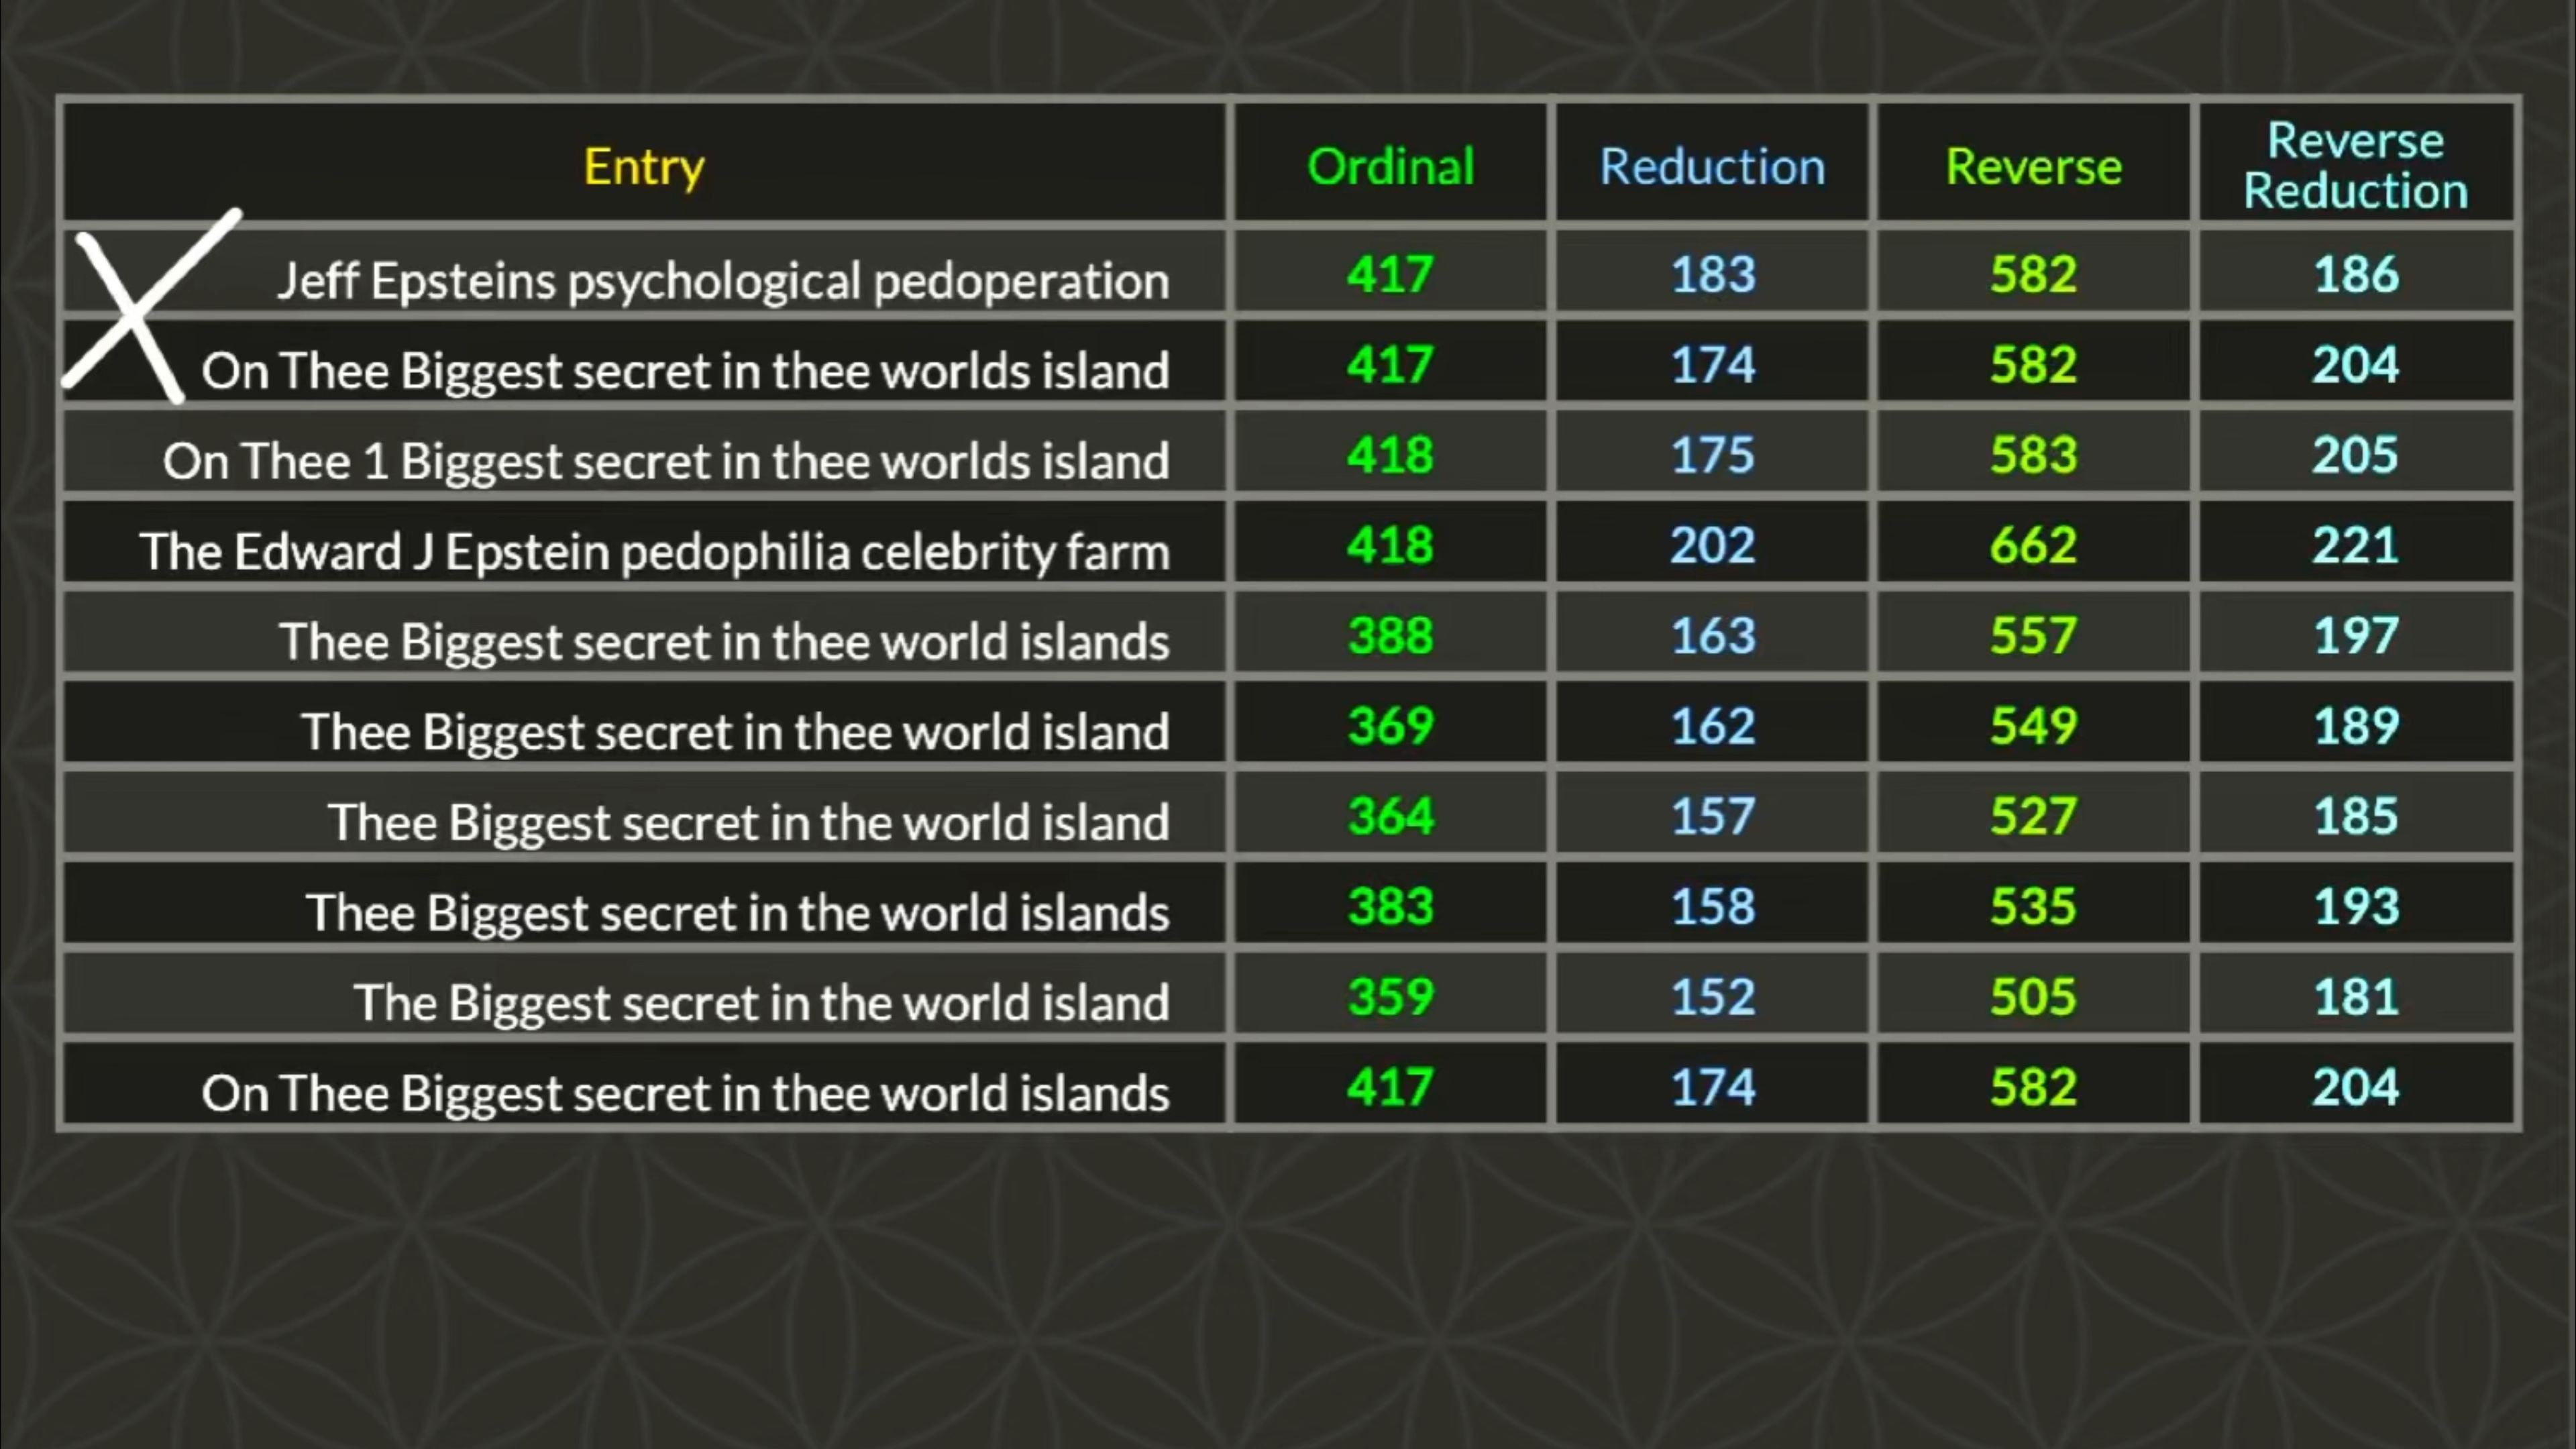 Entry Ordinal Reduction Reverse Reverse Reduction
Jeff Epsteins psychological pedoperation 417 183 582 186
On Thee Biggest secret in thee worlds island 417 174 582 204
On Thee 1 Biggest secret in thee worlds island 418 175 583 205
The Edward J Epstein pedophilia celebrity farm 418 202 662 221
Thee Biggest secret in thee world islands 388 163 557 197
Thee Biggest secret in thee world island 369 162 549 189
Thee Biggest secret in the world island 364 157 527 185
Thee Biggest secret in the world islands 383 158 535 193
The Biggest secret in the world island 359 152 505 181
On Thee Biggest secret in thee world islands 417 174 582 204